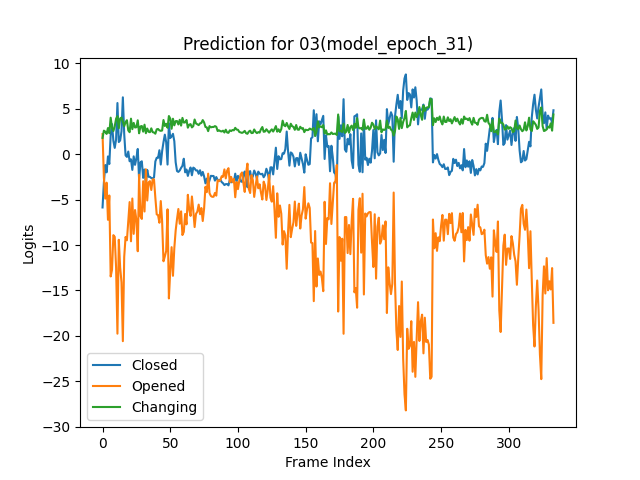 Prediction for 03(model_epoch_31)
10
5
0
−5
−10
−15
−20
−25
−30
Logits
Closed
Opened
Changing
0 50 100 150 200 250 300
Frame Index